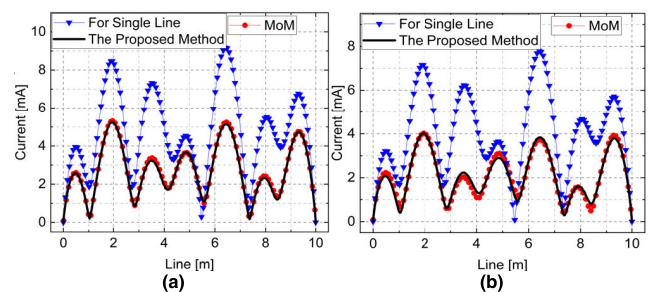 For Single Line
MoM
The Proposed Method
Current [mA]
10
8
6
4
2
0
0 2 4 6 8 10
Line [m]
(a)
For Single Line
MoM
The Proposed Method
Current [mA]
8
6
4
2
0
0 2 4 6 8 10
Line [m]
(b)